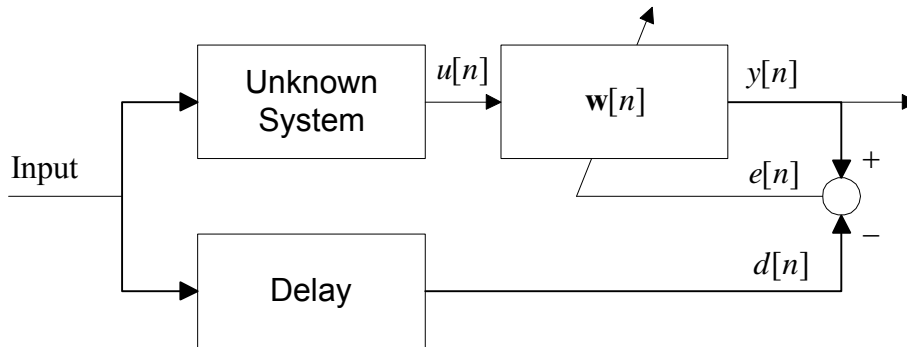 Unknown
System
u[n]
w[n]
y[n]
Input
+
e[n]
−
Delay
d[n]